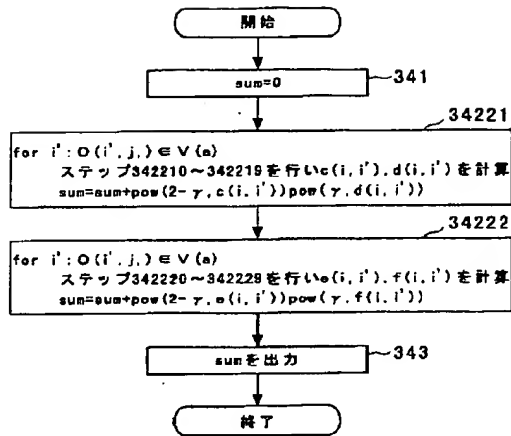 開始
sum=0
341
34221
for i': O(i', j,) ∈ V(a)
ステップ342210~342219を行いc(i, i'), d(i, i')を計算
sum=sum+pow(2-γ, c(i, i'))pow(γ, d(i, i'))
34222
for i': O(i', j,) ∈ V(a)
ステップ342220~342229を行いe(i, i'), f(i, i')を計算
sum=sum+pow(2-γ, e(i, i'))pow(γ, f(i, i'))
sumを出力
343
終了